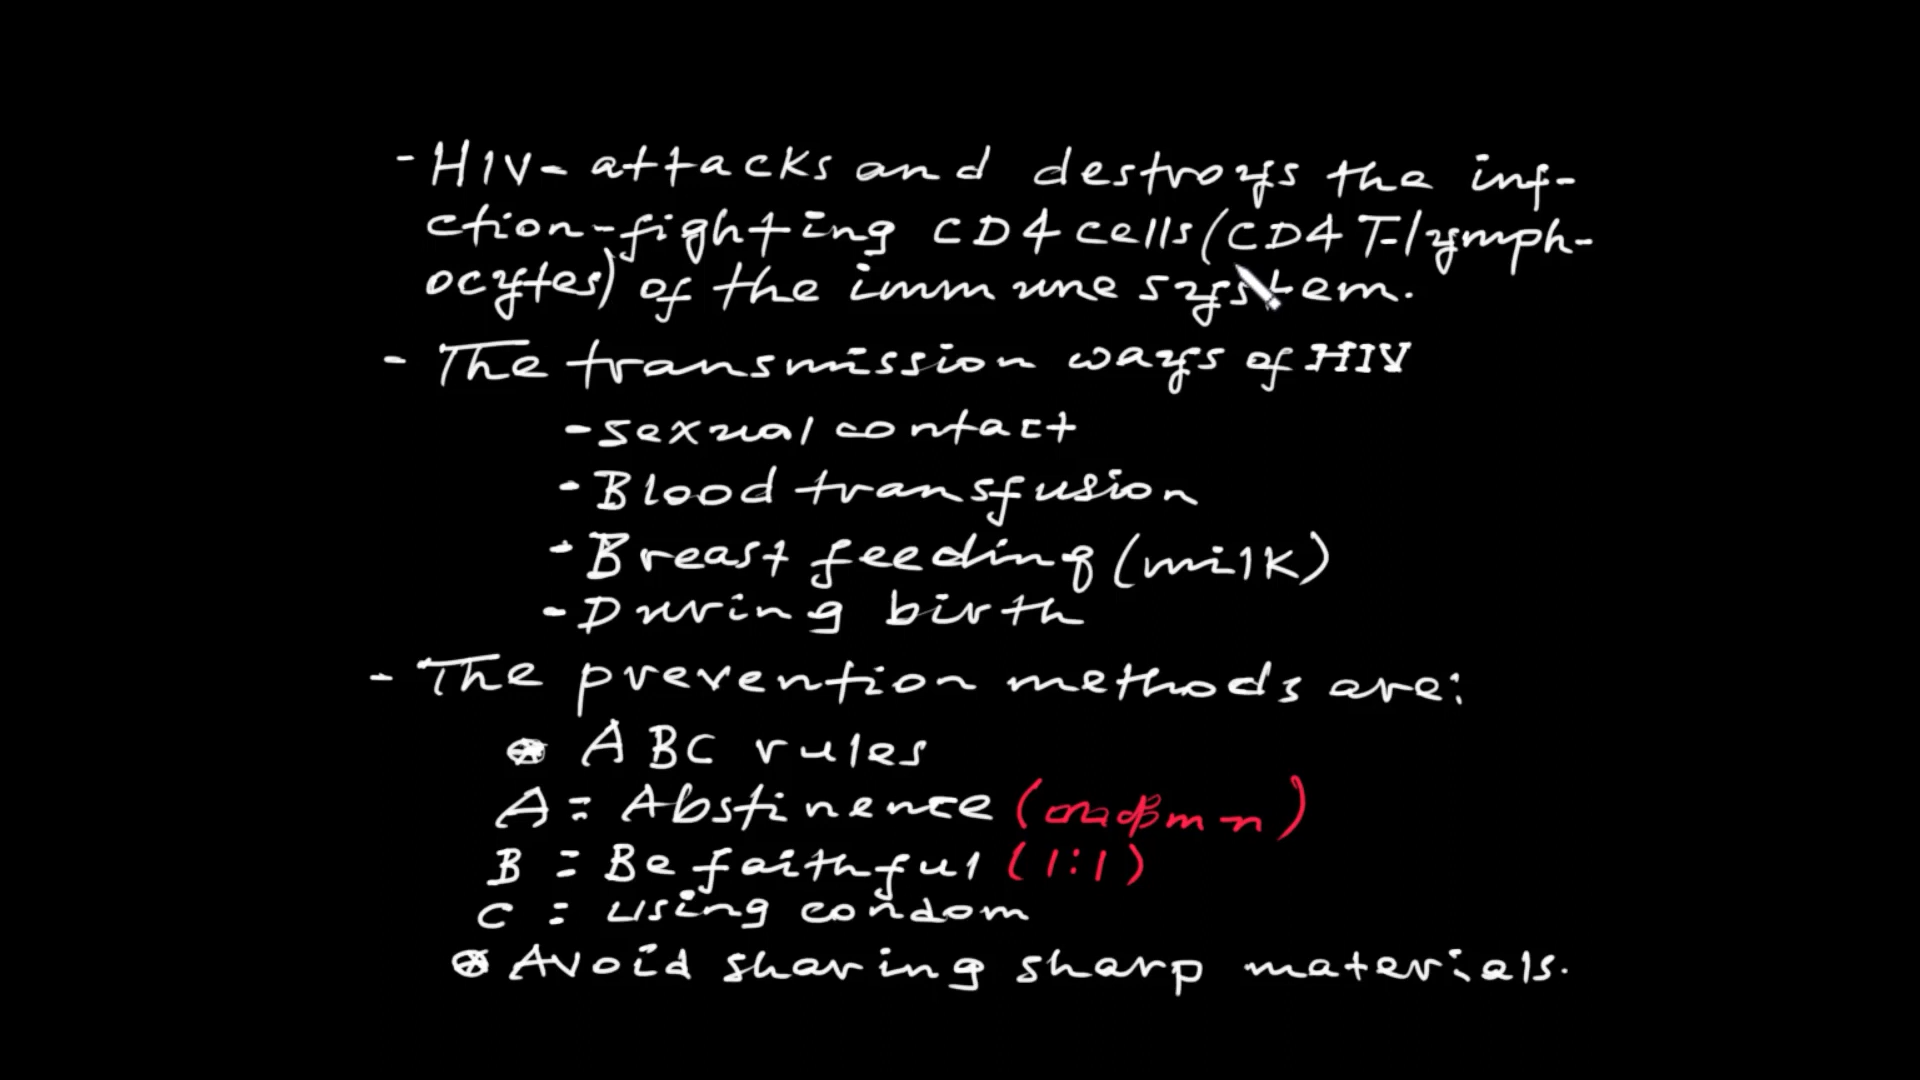 - HIV- attacks and destroys the inf-
ction-fighting CD4 cells (CD4 T-lymph-
ocytes) of the immune system.
- The transmission ways of HIV
- sexual contact
- Blood transfusion
- Breast feeding (milk)
- During birth
- The prevention methods are:
ABC rules
A = Abstinence
B = Be faithful (1:1)
C = using condom
Avoid sharing sharp materials.